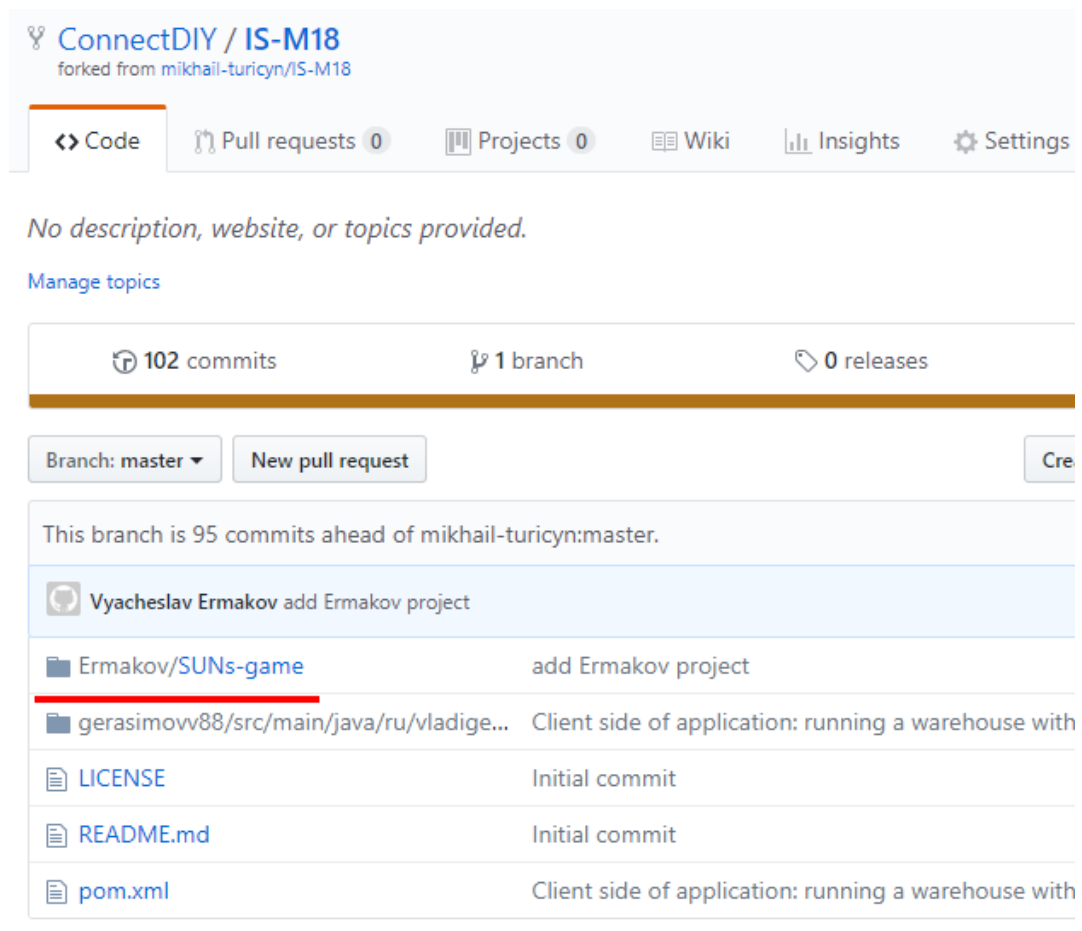 ConnectDIY / IS-M18
forked from mikhail-turicyn/IS-M18
Code Pull requests 0 Projects 0 Wiki Insights Settings
No description, website, or topics provided.
Manage topics
102 commits 1 branch 0 releases
Branch: master New pull request Cre
This branch is 95 commits ahead of mikhail-turicyn:master.
Vyacheslav Ermakov add Ermakov project
Ermakov/SUNs-game add Ermakov project
gerasimovv88/src/main/java/ru/vladige... Client side of application: running a warehouse with
LICENSE Initial commit
README.md Initial commit
pom.xml Client side of application: running a warehouse with